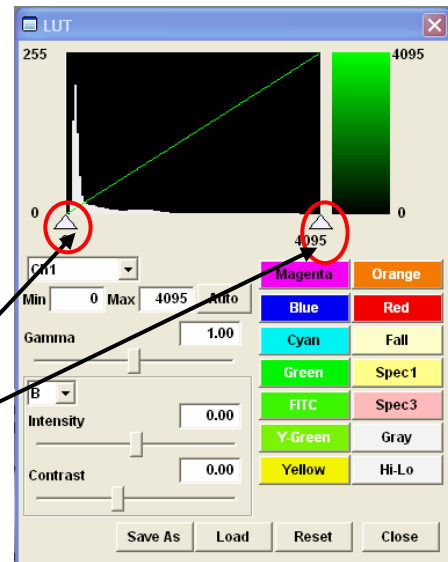 LUT
255
4095
0
0
4095
Ch1
Min 0 Max 4095 Auto
Gamma 1.00
B
Intensity 0.00
Contrast 0.00
Magenta Orange
Blue Red
Cyan Fall
Green Spec1
FITC Spec3
Y-Green Gray
Yellow Hi-Lo
Save As Load Reset Close